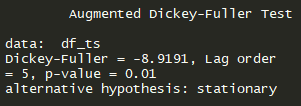 Augmented Dickey-Fuller Test
data:  df_ts
Dickey-Fuller = -8.9191, Lag order
= 5, p-value = 0.01
alternative hypothesis: stationary